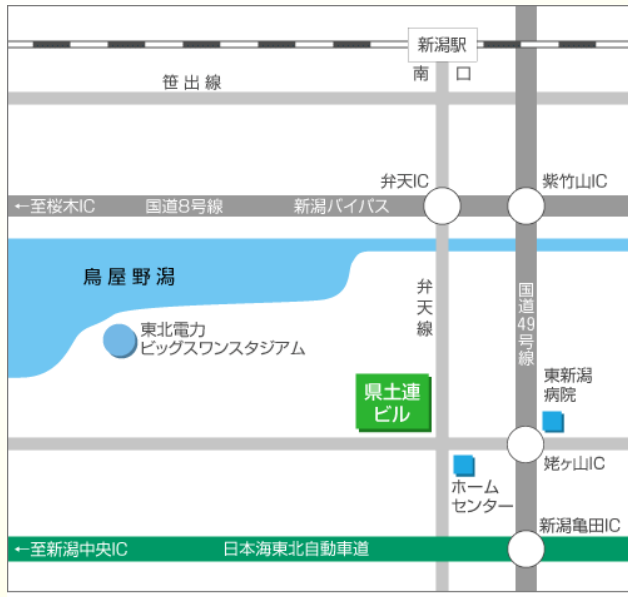 新潟駅
南 口
笹出線
弁天IC
紫竹山IC
←至桜木IC 国道8号線 新潟バイパス
鳥屋野潟
弁天線
国道49号線
東北電力
ビッグスワンスタジアム
東新潟
病院
県土連
ビル
姥ヶ山IC
ホーム
センター
新潟亀田IC
←至新潟中央IC 日本海東北自動車道